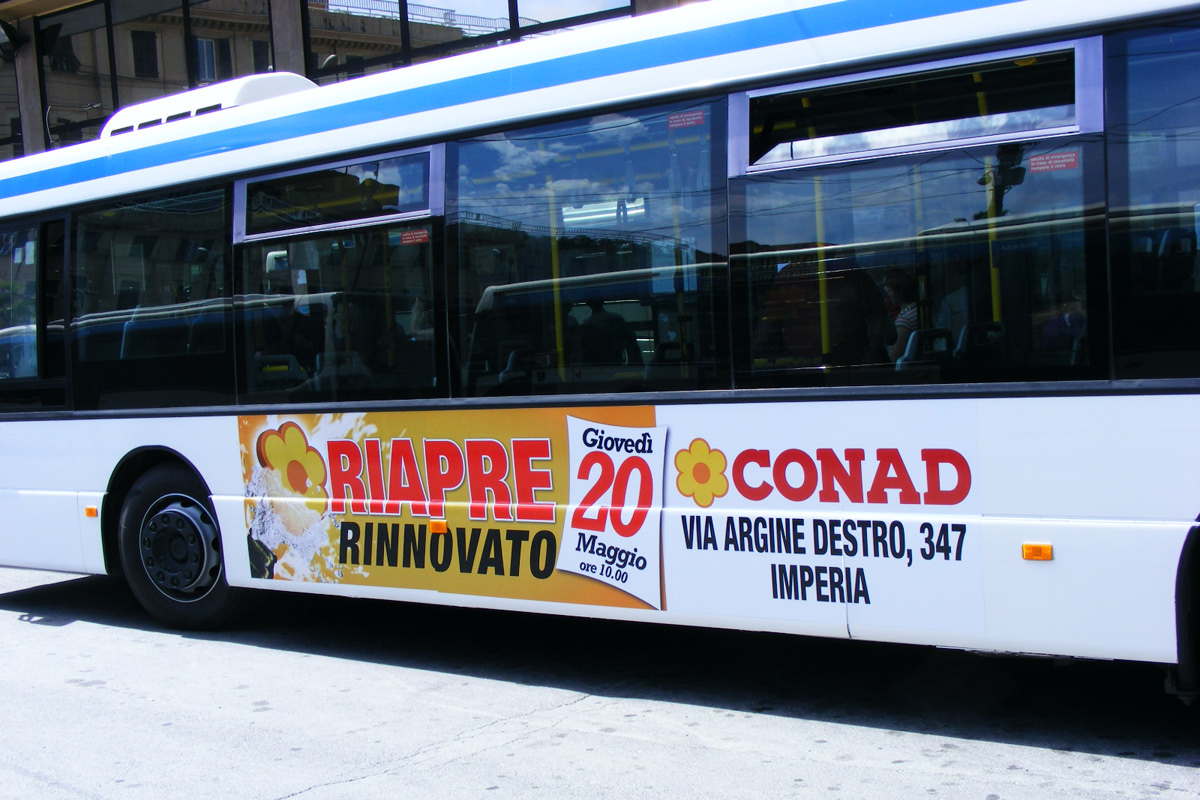 RIAPRE
RINNOVATO
Giovedì
20
Maggio
ore 10.00
CONAD
VIA ARGINE DESTRO, 347
IMPERIA